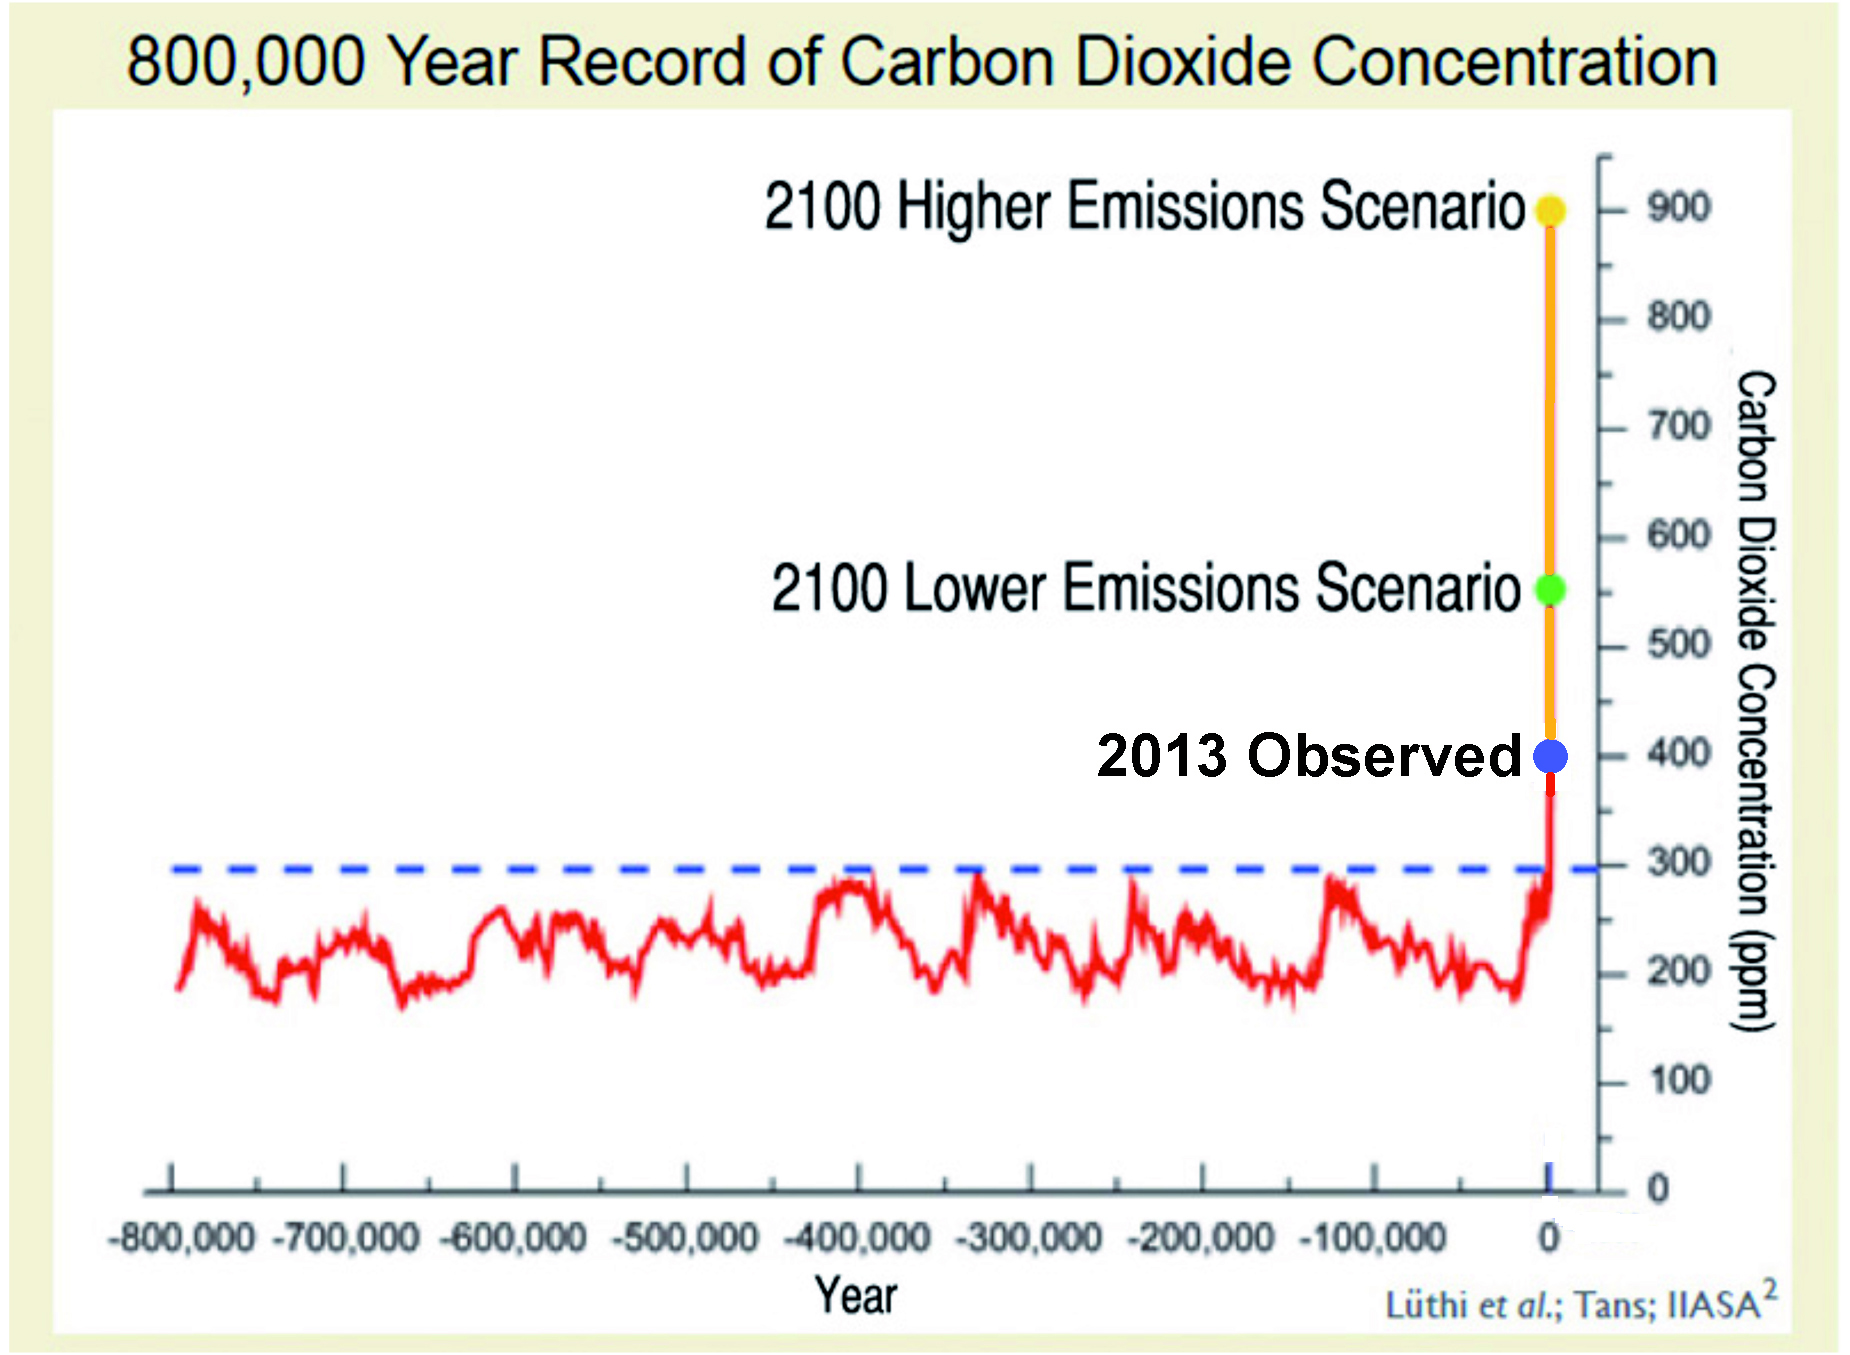 800,000 Year Record of Carbon Dioxide Concentration
2100 Higher Emissions Scenario
2100 Lower Emissions Scenario
2013 Observed
900
800
700
600
500
400
300
200
100
0
Carbon Dioxide Concentration (ppm)
-800,000 -700,000 -600,000 -500,000 -400,000 -300,000 -200,000 -100,000 0
Year
Lüthi et al.; Tans; IIASA2